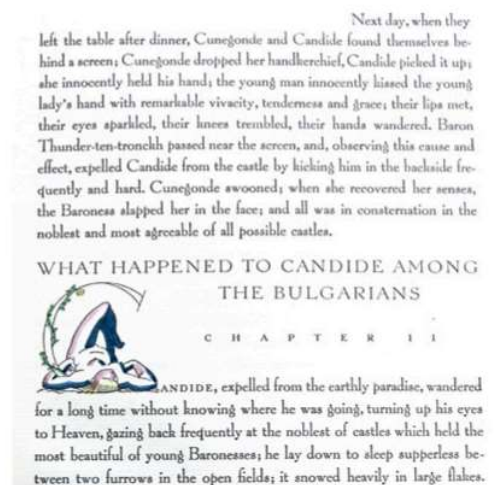 Next day, when they
left the table after dinner, Cunegonde and Candide found themselves be-
hind a screen; Cunegonde dropped her handkerchief, Candide picked it up;
she innocently held his hand; the young man innocently kissed the young
lady's hand with remarkable vivacity, tenderness and grace; their lips met,
their eyes sparkled, their knees trembled, their hands wandered. Baron
Thunder-ten-tronckh passed near the screen, and, observing this cause and
effect, expelled Candide from the castle by kicking him in the backside fre-
quently and hard. Cunegonde swooned; when she recovered her senses,
the Baroness slapped her in the face; and all was in consternation in the
noblest and most agreeable of all possible castles.
WHAT HAPPENED TO CANDIDE AMONG
THE BULGARIANS
CHAPTER II
CANDIDE, expelled from the earthly paradise, wandered
for a long time without knowing where he was going, turning up his eyes
to Heaven, gazing back frequently at the noblest of castles which held the
most beautiful of young Baronesses; he lay down to sleep supperless be-
tween two furrows in the open fields; it snowed heavily in large flakes.